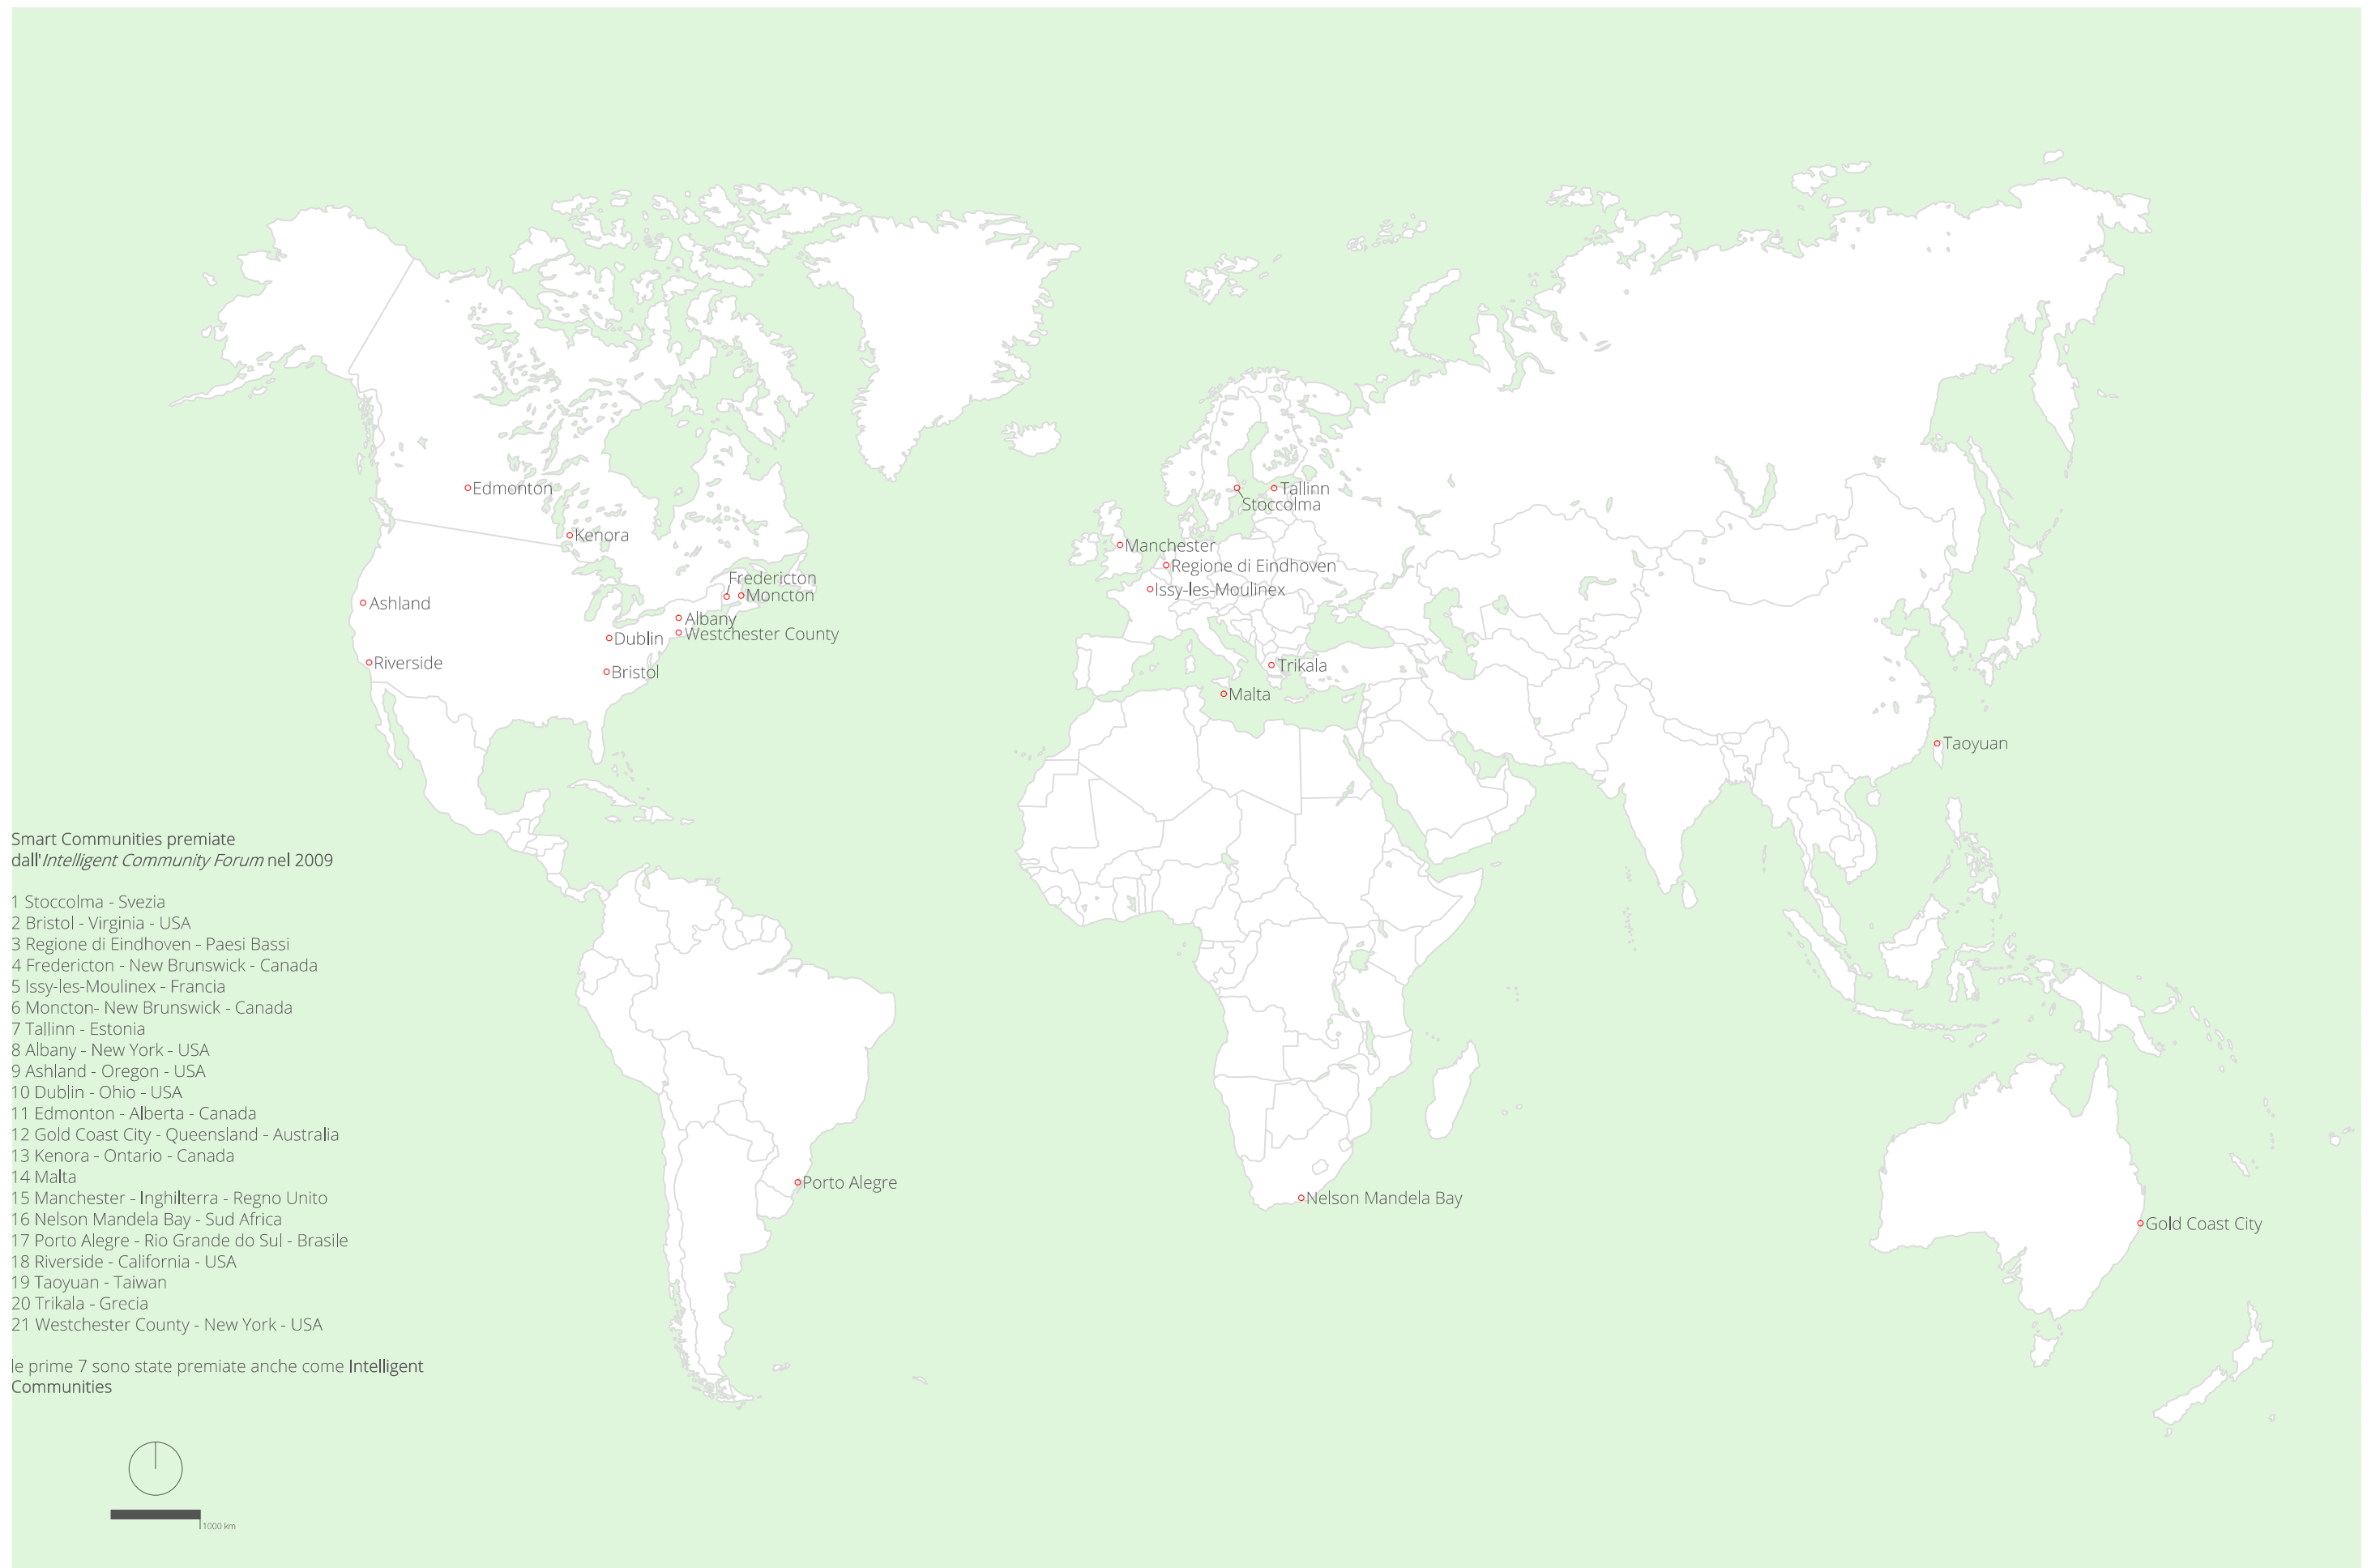 Edmonton
Tallinn
Stoccolma
Kenora
Manchester
Regione di Eindhoven
Fredericton
Issy-les-Moulinex
Moncton
Ashland
Albany
Westchester County
Dublin
Riverside
Trikala
Bristol
Malta
Taoyuan
Smart Communities premiate
dall'Intelligent Community Forum nel 2009
1 Stoccolma - Svezia
2 Bristol - Virginia - USA
3 Regione di Eindhoven - Paesi Bassi
4 Fredericton - New Brunswick - Canada
5 Issy-les-Moulinex - Francia
6 Moncton- New Brunswick - Canada
7 Tallinn - Estonia
8 Albany - New York - USA
9 Ashland - Oregon - USA
10 Dublin - Ohio - USA
11 Edmonton - Alberta - Canada
12 Gold Coast City - Queensland - Australia
13 Kenora - Ontario - Canada
14 Malta
15 Manchester - Inghilterra - Regno Unito
16 Nelson Mandela Bay - Sud Africa
17 Porto Alegre - Rio Grande do Sul - Brasile
18 Riverside - California - USA
19 Taoyuan - Taiwan
20 Trikala - Grecia
21 Westchester County - New York - USA
le prime 7 sono state premiate anche come Intelligent
Communities
Porto Alegre
Nelson Mandela Bay
Gold Coast City
1000 km